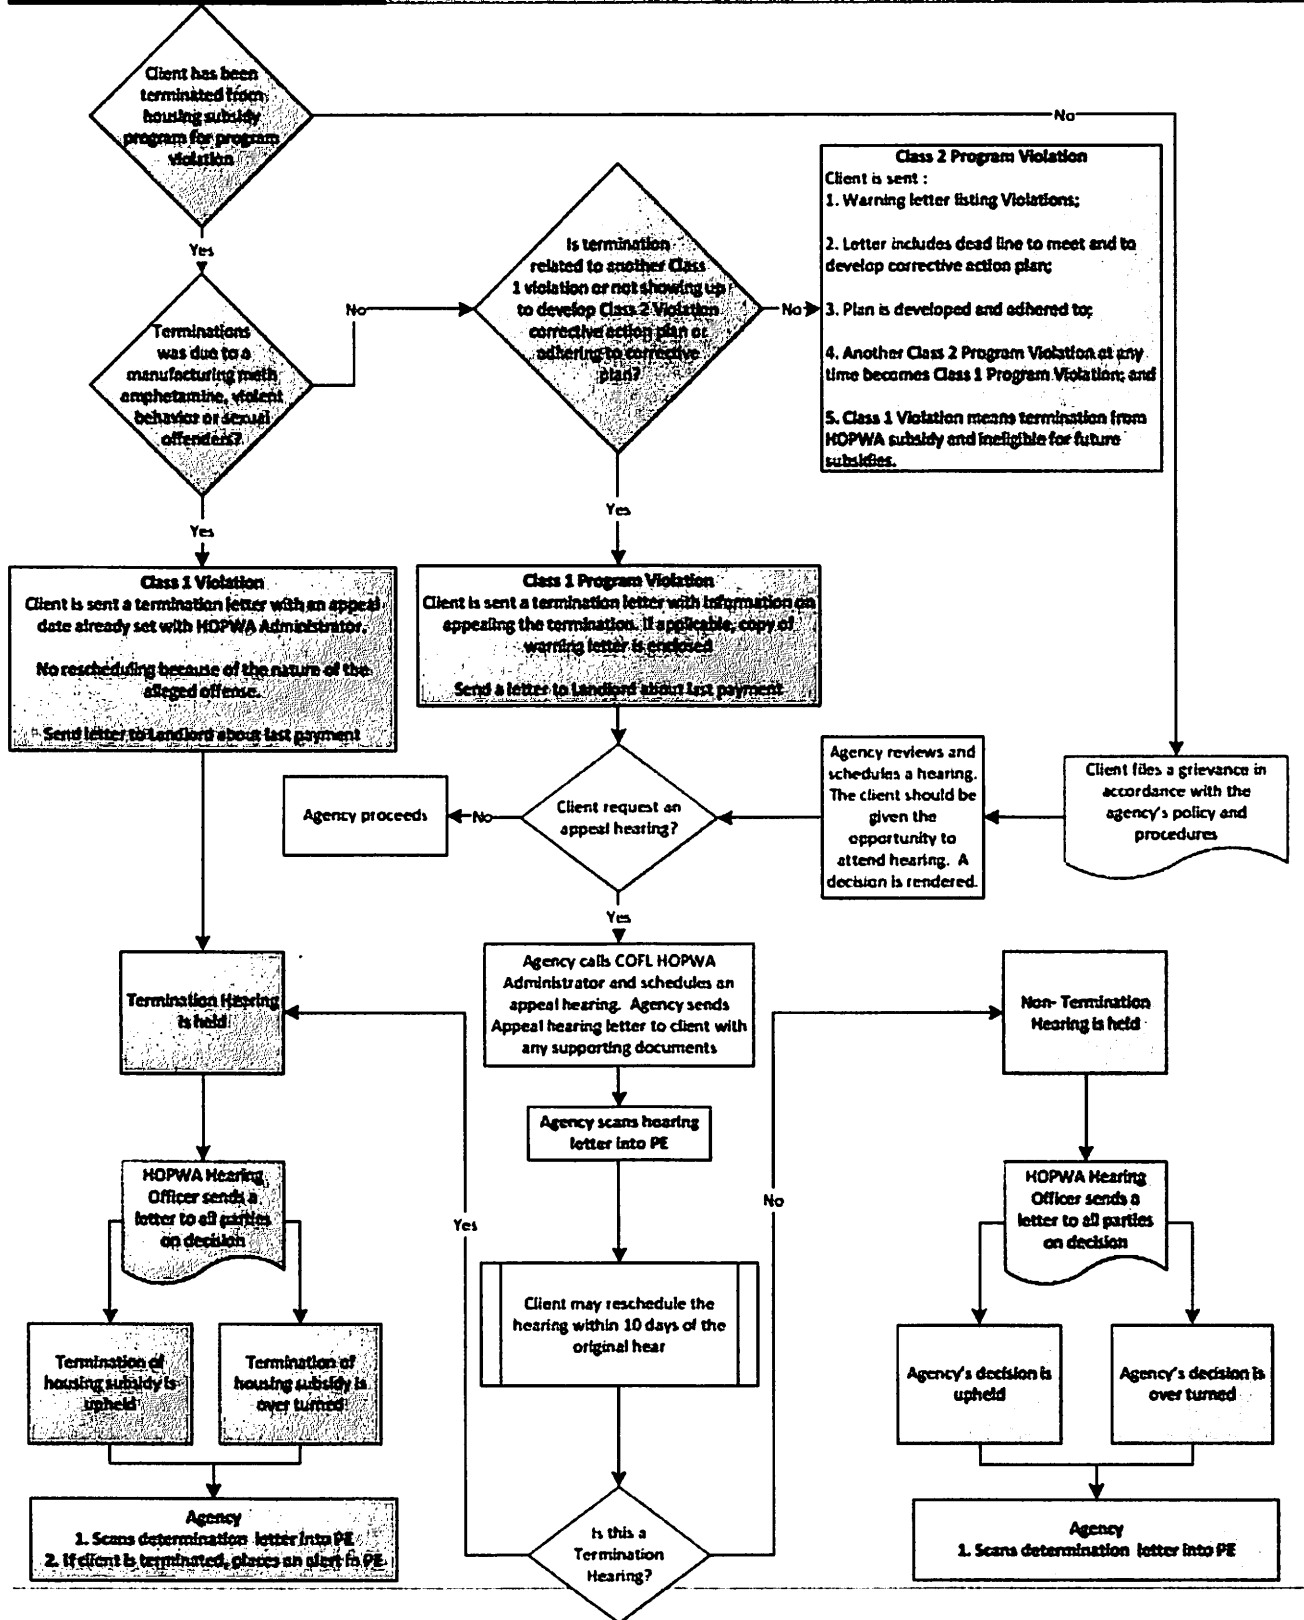 Client has been
terminated from
housing subsidy
program for program
violation
No
Yes
Terminations
was due to a
manufacturing meth
amphetamine, violent
behavior or sexual
offenders?
No
Is termination
related to another Class
1 violation or not showing up
to develop Class 2 Violation
corrective action plan or
adhering to corrective
plan?
No
Class 2 Program Violation
Client is sent :
1. Warning letter listing Violations;
2. Letter includes dead line to meet and to
develop corrective action plan;
3. Plan is developed and adhered to;
4. Another Class 2 Program Violation at any
time becomes Class 1 Program Violation; and
5. Class 1 Violation means termination from
HOPWA subsidy and ineligible for future
subsidies.
Yes
Yes
Class 1 Violation
Client is sent a termination letter with an appeal
date already set with HOPWA Administrator.
No rescheduling because of the nature of the
alleged offense.
Send letter to Landlord about last payment
Class 1 Program Violation
Client is sent a termination letter with information on
appealing the termination. If applicable, copy of
warning letter is enclosed
Send a letter to Landlord about last payment
Agency proceeds
No
Client request an
appeal hearing?
Agency reviews and
schedules a hearing.
The client should be
given the
opportunity to
attend hearing. A
decision is rendered.
Client files a grievance in
accordance with the
agency's policy and
procedures
Yes
Termination Hearing
is held
Agency calls COFL HOPWA
Administrator and schedules an
appeal hearing. Agency sends
Appeal hearing letter to client with
any supporting documents
Non- Termination
Hearing is held
Agency scans hearing
letter into PE
HOPWA Hearing
Officer sends a
letter to all parties
on decision
Yes
No
HOPWA Hearing
Officer sends a
letter to all parties
on decision
Client may reschedule the
hearing within 10 days of the
original hear
Termination of
housing subsidy is
upheld
Termination of
housing subsidy is
over turned
Agency's decision is
upheld
Agency's decision is
over turned
Agency
1. Scans determination letter into PE
2. If client is terminated, places an alert in PE
Is this a
Termination
Hearing?
Agency
1. Scans determination letter into PE